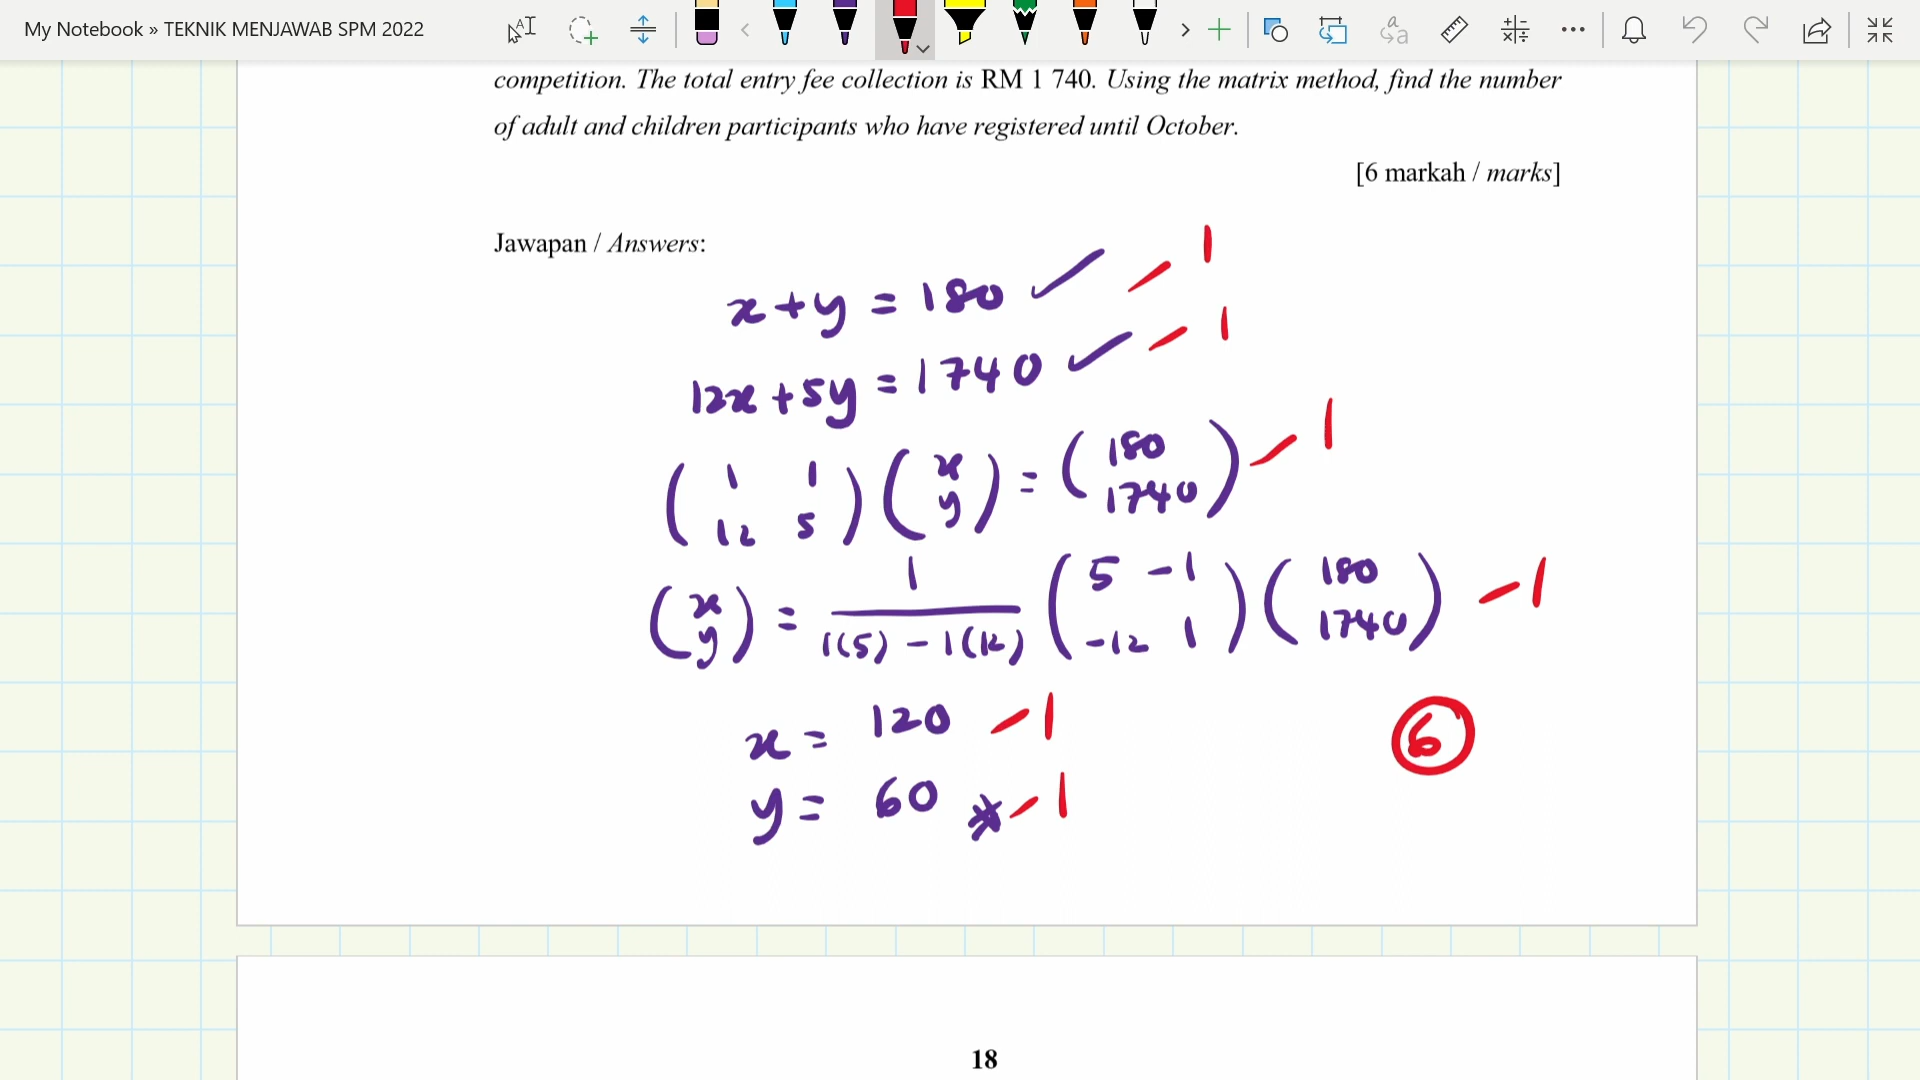 My Notebook » TEKNIK MENJAWAB SPM 2022
competition. The total entry fee collection is RM 1 740. Using the matrix method, find the number
of adult and children participants who have registered until October.
[6 markah / marks]
Jawapan / Answers:
x + y = 180 ✓ – 1
12x + 5y = 1740 ✓ – 1
( 1 1 ) ( x ) = ( 180 ) – 1
( 12 5 ) ( y ) ( 1740 )
( x ) = 1 ( 5 -1 ) ( 180 ) – 1
( y ) 1(5) - 1(12) ( -12 1 ) ( 1740 )
x = 120 – 1
6
y = 60 * – 1
18